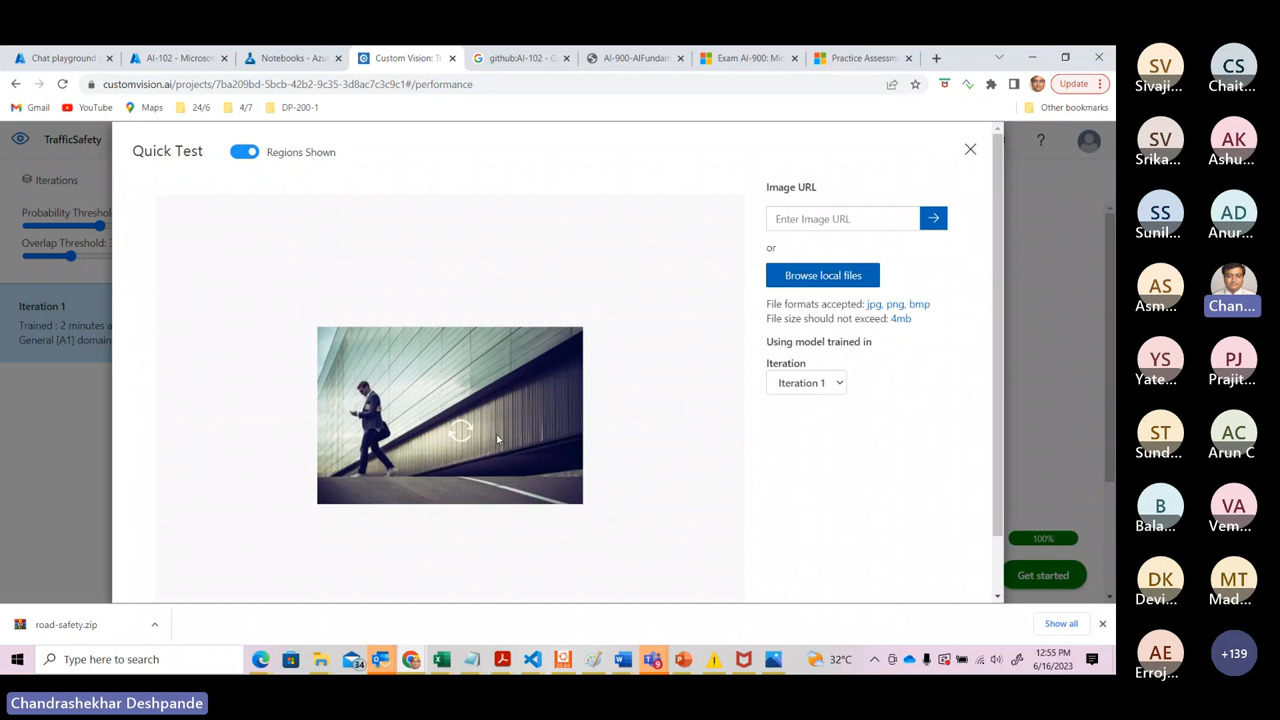 Chat playground
AI-102 - Microsof
Notebooks - Azu
Custom Vision: Tr
github:AI-102 - G
AI-900-AIFundam
Exam AI-900: Mic
Practice Assessm
customvision.ai/projects/7ba209bd-5bcb-42b2-9c35-3d8ac7c3c9c1#/performance
Update
Gmail
YouTube
Maps
24/6
4/7
DP-200-1
Other bookmarks
TrafficSafety
?
Iterations
Probability Threshol
Overlap Threshold: 3
Iteration 1
Trained : 2 minutes a
General [A1] domain
Quick Test
Regions Shown
Image URL
Enter Image URL
or
Browse local files
File formats accepted: jpg, png, bmp
File size should not exceed: 4mb
Using model trained in
Iteration
Iteration 1
100%
Get started
road-safety.zip
Show all
Type here to search
34
32°C
12:55 PM
6/16/2023
SV
Sivaji...
CS
Chait...
SV
Srika...
AK
Ashu...
SS
Sunil...
AD
Anur...
AS
Asm...
Chan...
YS
Yate...
PJ
Prajit...
ST
Sund...
AC
Arun C
B
Bala...
VA
Vem...
DK
Devi...
MT
Mad...
AE
Erroj...
+139
Chandrashekhar Deshpande